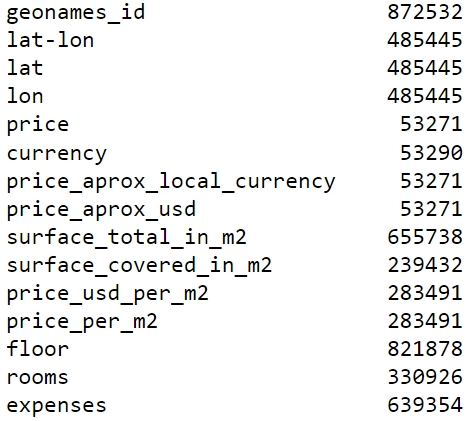 geonames_id 872532
lat-lon 485445
lat 485445
lon 485445
price 53271
currency 53290
price_aprox_local_currency 53271
price_aprox_usd 53271
surface_total_in_m2 655738
surface_covered_in_m2 239432
price_usd_per_m2 283491
price_per_m2 283491
floor 821878
rooms 330926
expenses 639354